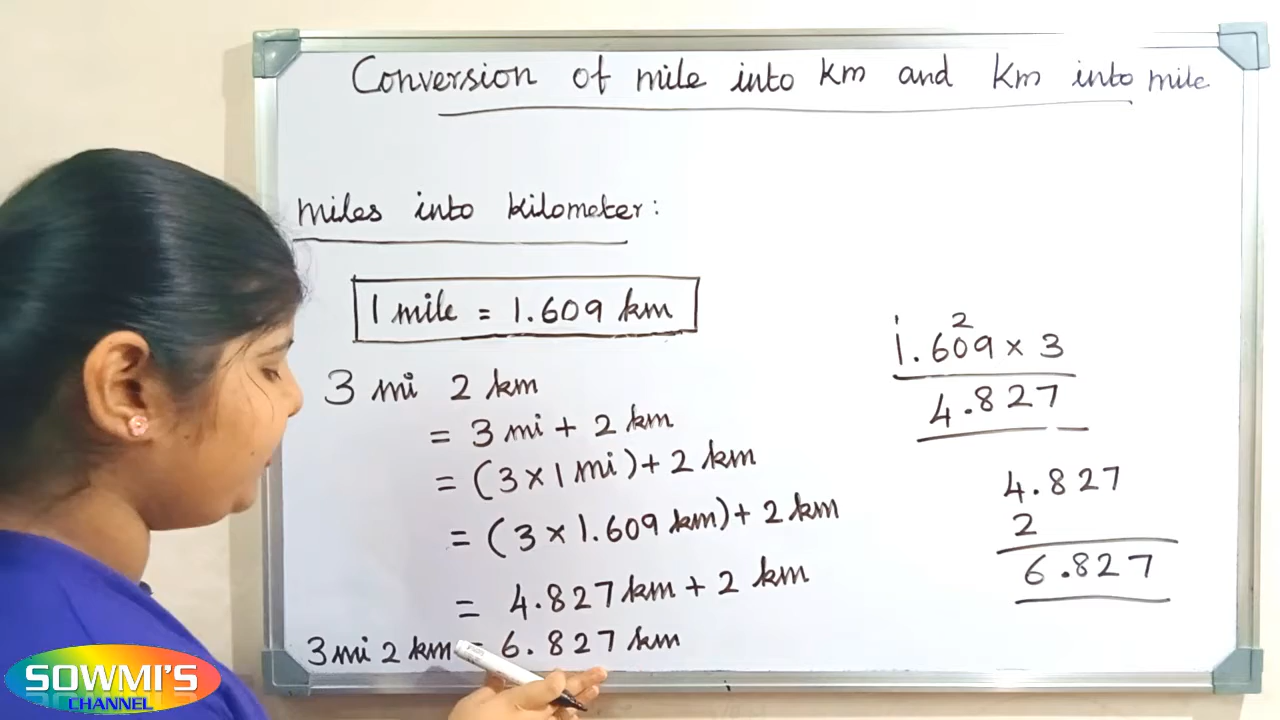 Conversion of mile into km and km into mile
Miles into kilometer:
1 mile = 1.609 km
3 mi 2 km
= 3 mi + 2 km
= (3 × 1 mi) + 2 km
= (3 × 1.609 km) + 2 km
= 4.827 km + 2 km
3 mi 2 km = 6.827 km
1 2
1.609 × 3
4.827
4.827
2
6.827
SOWMI'S
CHANNEL